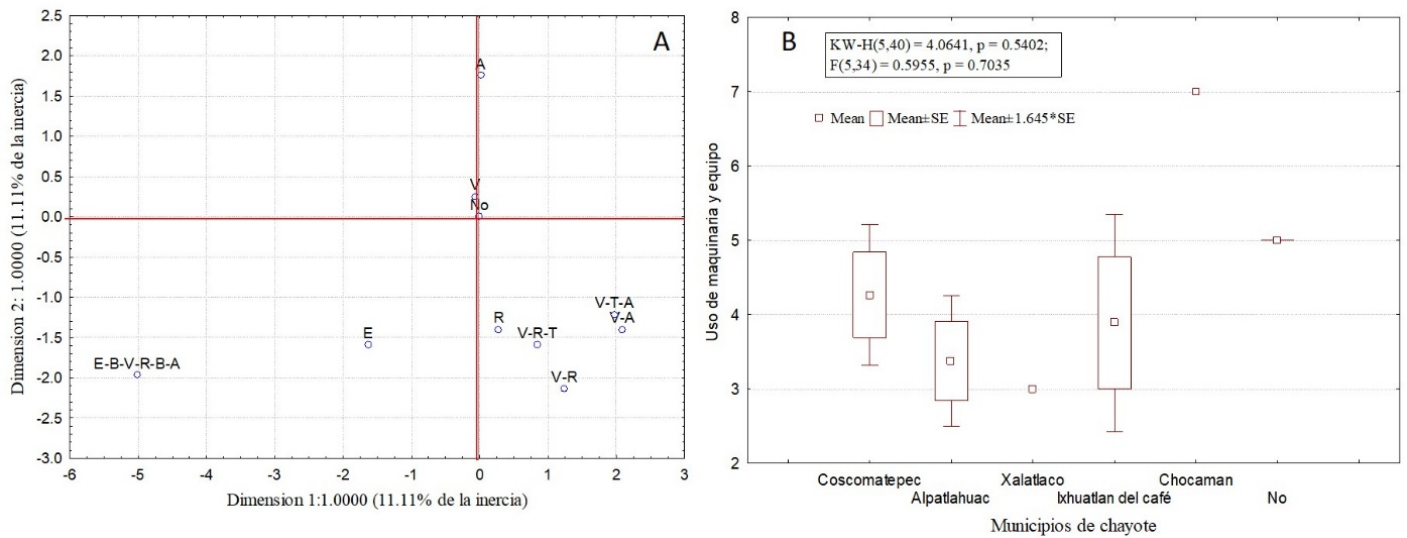 A
2.5
2.0
1.5
1.0
0.5
0.0
-0.5
-1.0
-1.5
-2.0
-2.5
-3.0
Dimension 2: 1.0000 (11.11% de la inercia)
A
V
No
V-T-A
V-A
R
V-R-T
E
V-R
E-B-V-R-B-A
-6 -5 -4 -3 -2 -1 0 1 2 3
Dimension 1:1.0000 (11.11% de la inercia)
B
KW-H(5,40) = 4.0641, p = 0.5402;
F(5,34) = 0.5955, p = 0.7035
Mean Mean±SE Mean±1.645*SE
8
7
6
5
4
3
2
Uso de maquinaria y equipo
Coscomatepec Xalatlaco Chocaman
Alpatlahuac Ixhuatlan del café No
Municipios de chayote